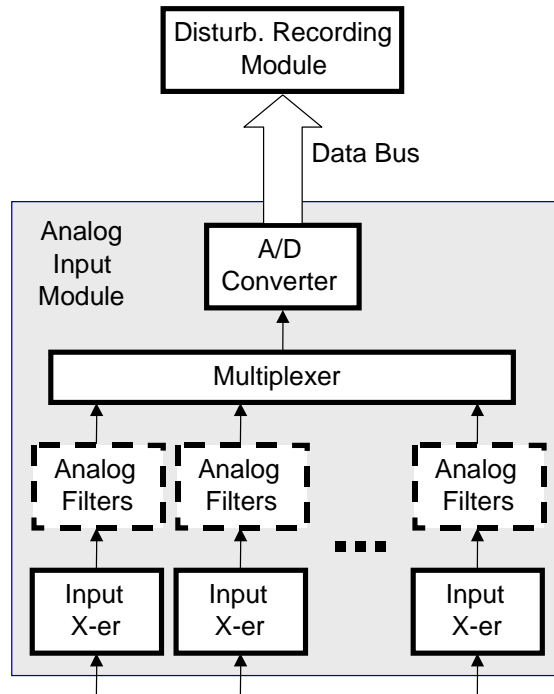 Disturb. Recording
Module
Data Bus
Analog
Input
Module
A/D
Converter
Multiplexer
Analog
Filters
Analog
Filters
Analog
Filters
Input
X-er
Input
X-er
Input
X-er